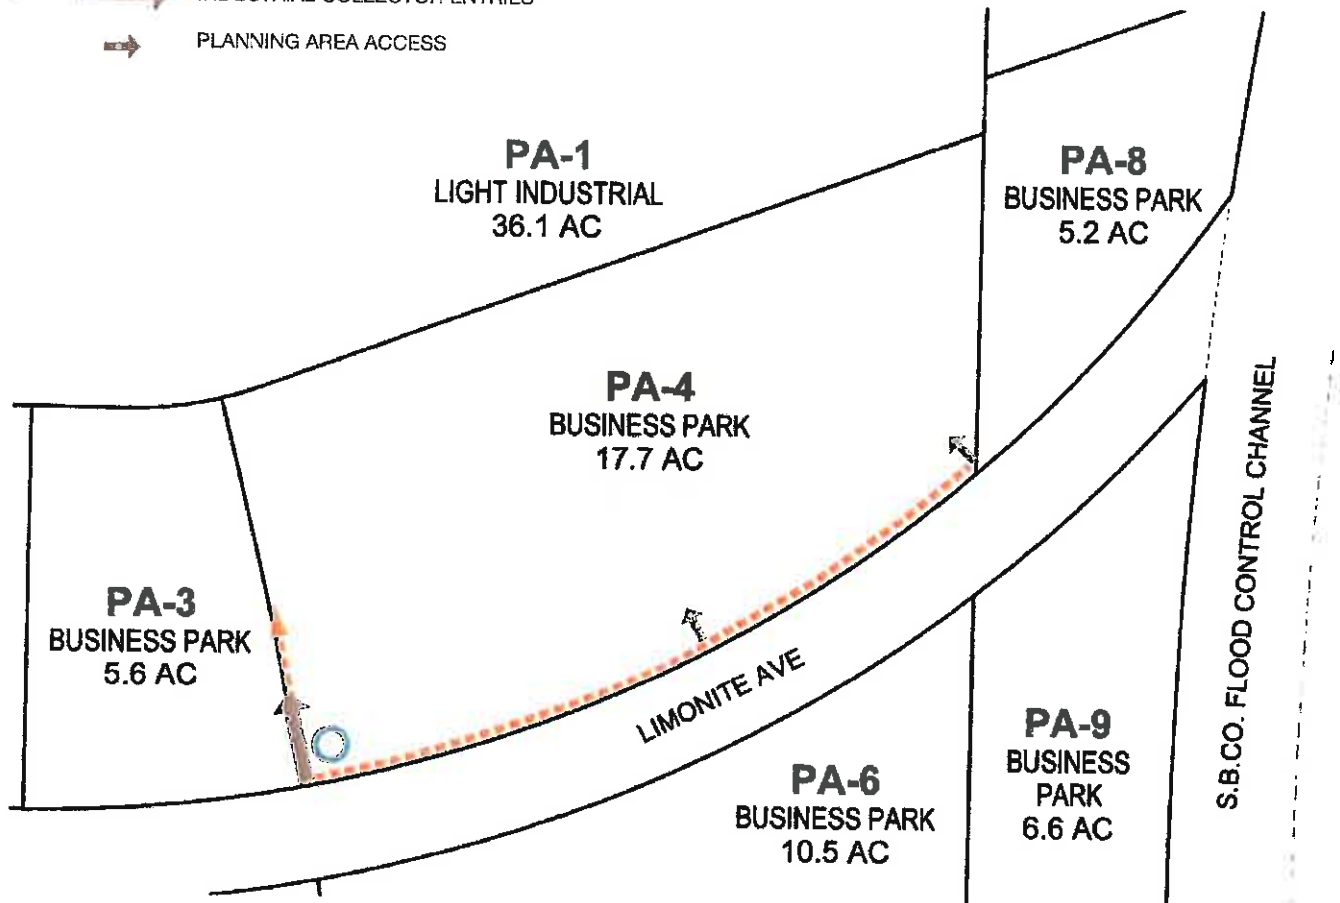 PLANNING AREA ACCESS
PA-1
LIGHT INDUSTRIAL
36.1 AC
PA-8
BUSINESS PARK
5.2 AC
PA-4
BUSINESS PARK
17.7 AC
PA-3
BUSINESS PARK
5.6 AC
LIMONITE AVE
S.B.CO. FLOOD CONTROL CHANNEL
PA-9
BUSINESS
PARK
6.6 AC
PA-6
BUSINESS PARK
10.5 AC